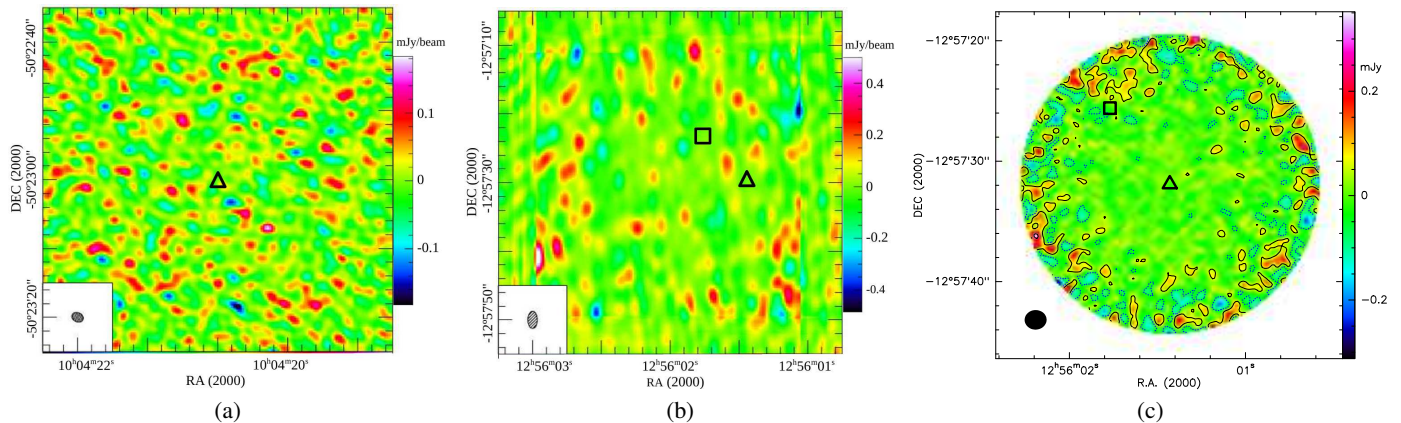 mJy/beam
0.1
0
-0.1
-50°22'40"
-50°23'00"
-50°23'20"
DEC (2000)
10ʰ04ᵐ22ˢ
10ʰ04ᵐ20ˢ
RA (2000)
(a)
mJy/beam
0.4
0.2
0
-0.2
-0.4
-12°57'10"
-12°57'30"
-12°57'50"
DEC (2000)
12ʰ56ᵐ03ˢ
12ʰ56ᵐ02ˢ
12ʰ56ᵐ01ˢ
RA (2000)
(b)
mJy
0.2
0
−0.2
−12°57'20"
−12°57'30"
−12°57'40"
DEC (2000)
12ʰ56ᵐ02ˢ
01ˢ
R.A. (2000)
(c)